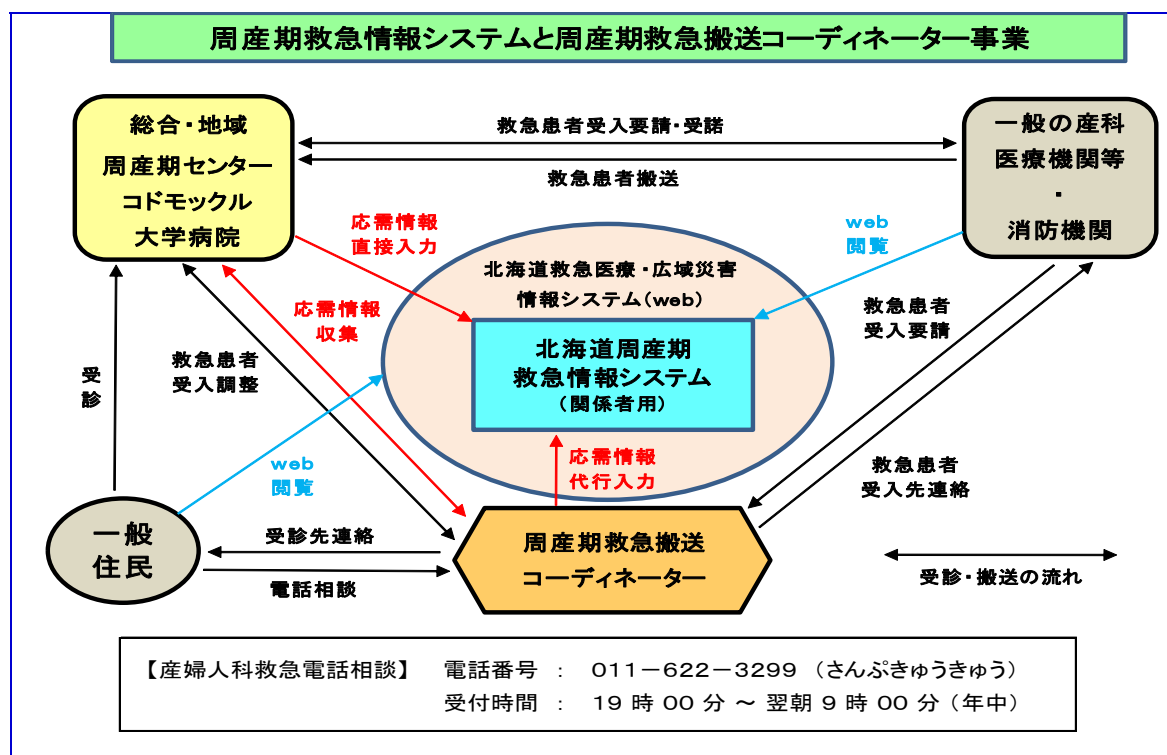 周産期救急情報システムと周産期救急搬送コーディネーター事業
総合・地域
周産期センター
コドモックル
大学病院
救急患者受入要請・受諾
救急患者搬送
一般の産科
医療機関等
・
消防機関
応需情報
直接入力
web
閲覧
北海道救急医療・広域災害
情報システム(web)
北海道周産期
救急情報システム
(関係者用)
応需情報
収集
救急患者
受入調整
救急患者
受入要請
受診
web
閲覧
応需情報
代行入力
救急患者
受入先連絡
一般
住民
受診先連絡
電話相談
周産期救急搬送
コーディネーター
受診・搬送の流れ
【産婦人科救急電話相談】 電話番号 : 011-622-3299 (さんぷきゅうきゅう)
受付時間 : 19 時 00 分 ~ 翌朝 9 時 00 分 (年中)